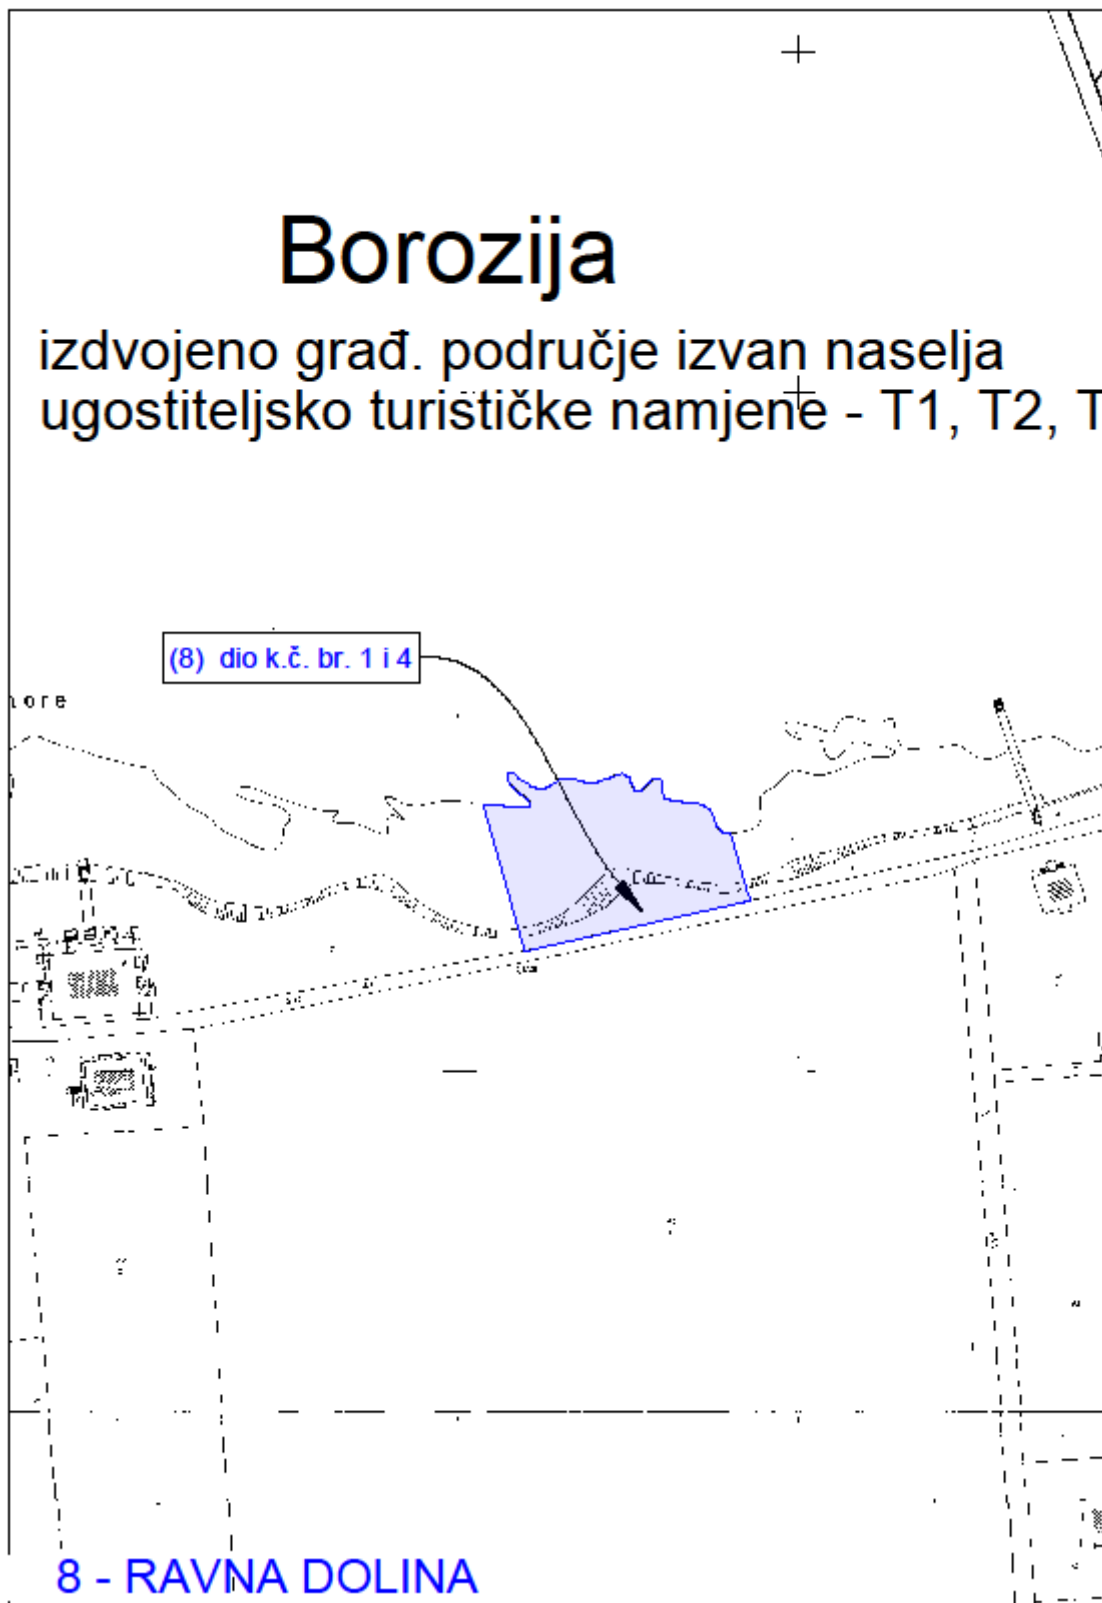 Borozija
izdvojeno građ. područje izvan naselja
ugostiteljsko turističke namjene - T1, T2, T
(8) dio k.č. br. 1 i 4
8 - RAVNA DOLINA